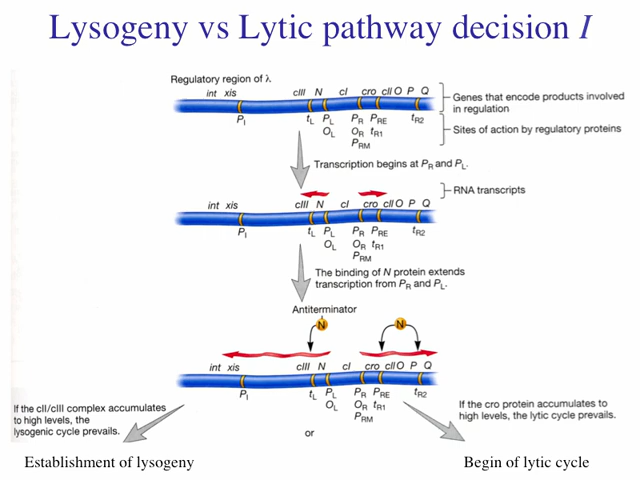 Lysogeny vs Lytic pathway decision I
Regulatory region of λ
int xis cIII N cI cro cII O P Q
Genes that encode products involved
in regulation
PI tL PL PR PRE tR2
OL OR tR1
PRM
Sites of action by regulatory proteins
Transcription begins at PR and PL.
RNA transcripts
int xis cIII N cI cro cII O P Q
PI tL PL PR PRE tR2
OL OR tR1
PRM
The binding of N protein extends
transcription from PR and PL.
Antiterminator
N N
int xis cIII N cI cro cII O P Q
PI tL PL PR PRE tR2
OL OR tR1
PRM
If the cII/cIII complex accumulates
to high levels, the
lysogenic cycle prevails.
or
If the cro protein accumulates to
high levels, the lytic cycle prevails.
Establishment of lysogeny
Begin of lytic cycle